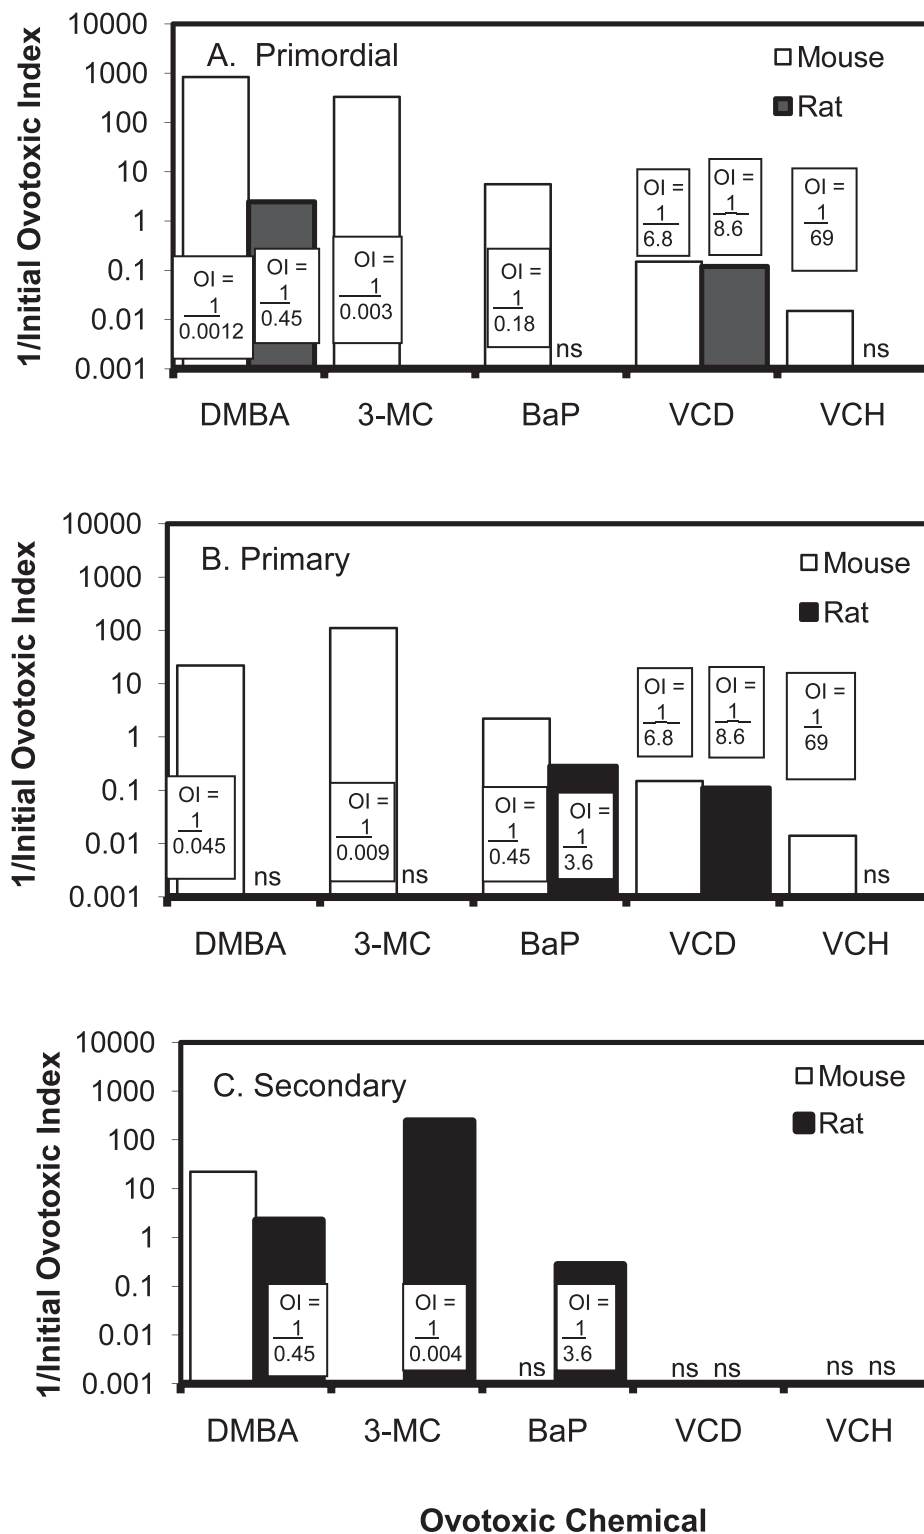 1/Initial Ovotoxic Index
10000
1000
100
10
1
0.1
0.01
0.001
A. Primordial
Mouse
Rat
OI =
1
0.0012
OI =
1
0.45
OI =
1
0.003
OI =
1
0.18
ns
OI =
1
6.8
OI =
1
8.6
OI =
1
69
ns
DMBA 3-MC BaP VCD VCH
1/Initial Ovotoxic Index
10000
1000
100
10
1
0.1
0.01
0.001
B. Primary
Mouse
Rat
OI =
1
0.045
ns
OI =
1
0.009
ns
OI =
1
0.45
OI =
1
3.6
OI =
1
6.8
OI =
1
8.6
OI =
1
69
ns
DMBA 3-MC BaP VCD VCH
1/Initial Ovotoxic Index
10000
1000
100
10
1
0.1
0.01
0.001
C. Secondary
Mouse
Rat
OI =
1
0.45
OI =
1
0.004
ns
OI =
1
3.6
ns ns
ns ns
DMBA 3-MC BaP VCD VCH
Ovotoxic Chemical